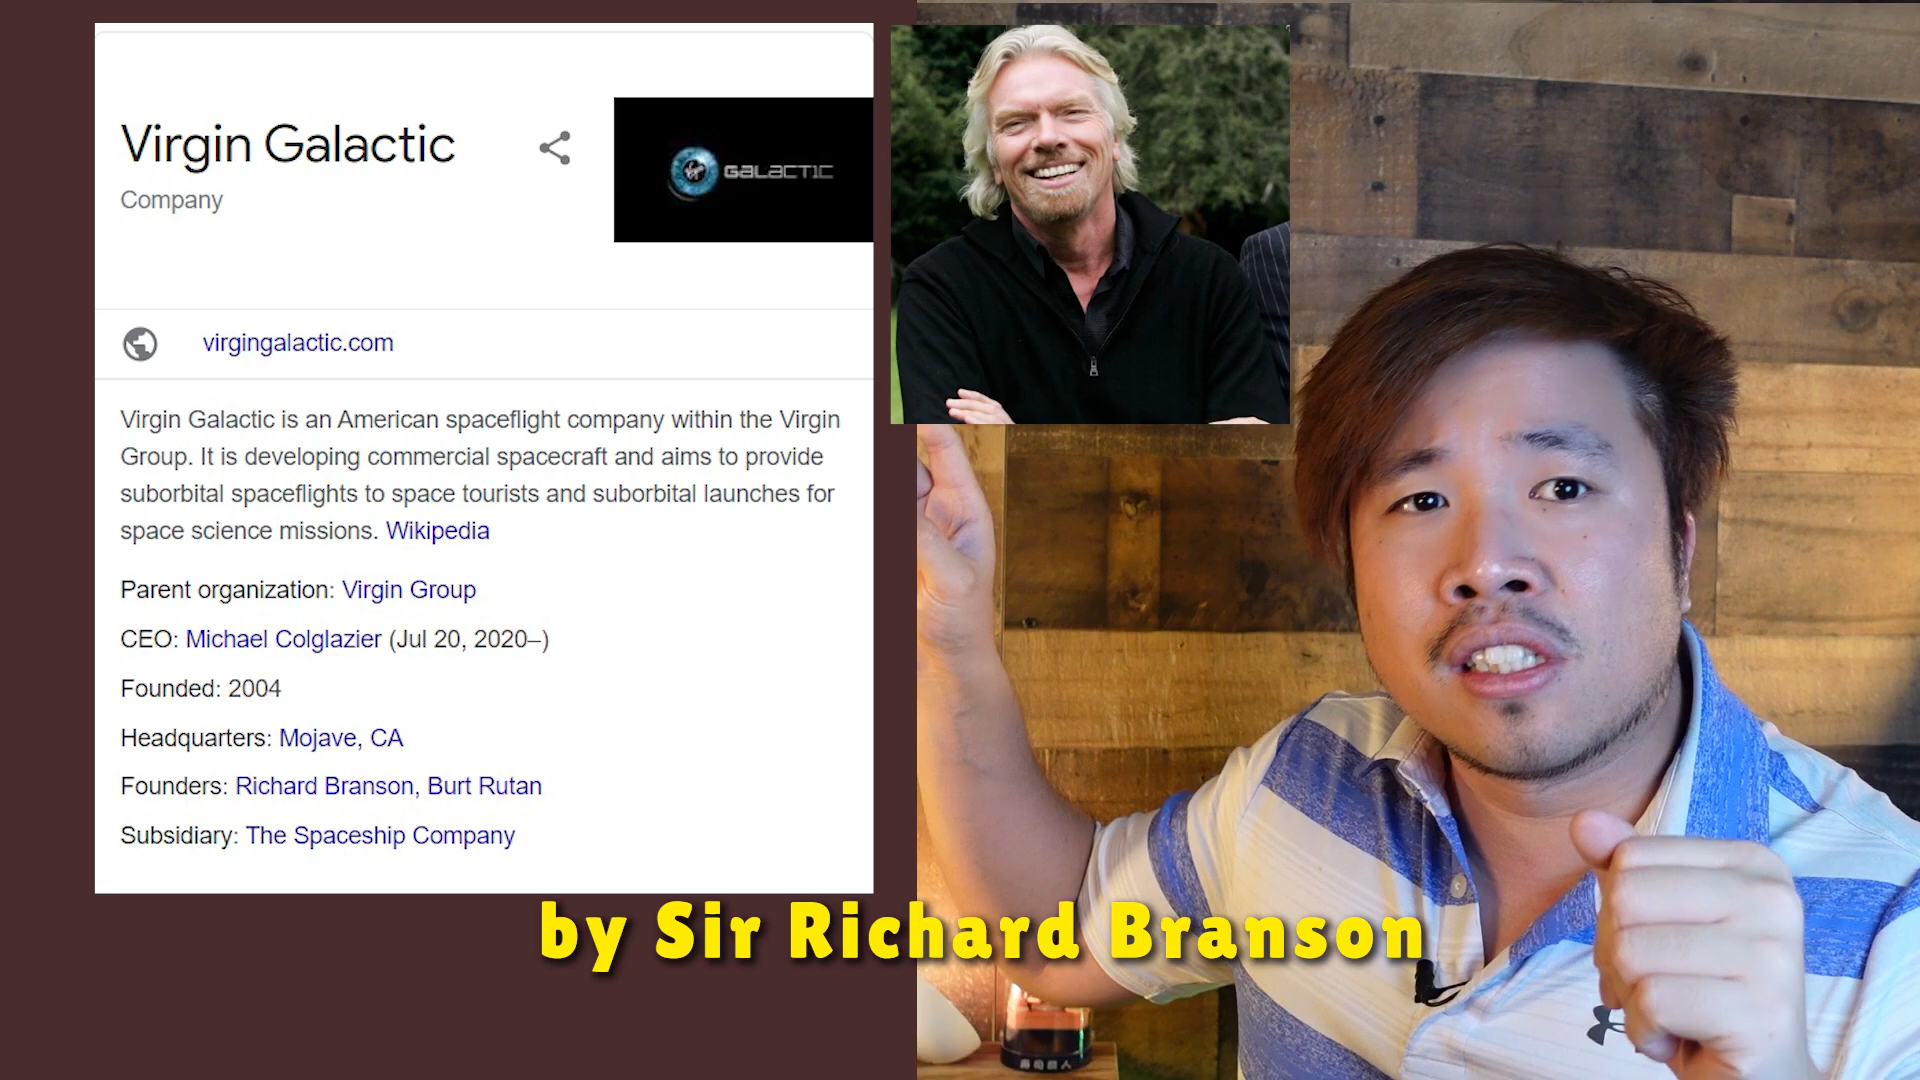 Virgin Galactic
Company
GALACTIC
virgingalactic.com
Virgin Galactic is an American spaceflight company within the Virgin
Group. It is developing commercial spacecraft and aims to provide
suborbital spaceflights to space tourists and suborbital launches for
space science missions. Wikipedia
Parent organization: Virgin Group
CEO: Michael Colglazier (Jul 20, 2020–)
Founded: 2004
Headquarters: Mojave, CA
Founders: Richard Branson, Burt Rutan
Subsidiary: The Spaceship Company
by Sir Richard Branson